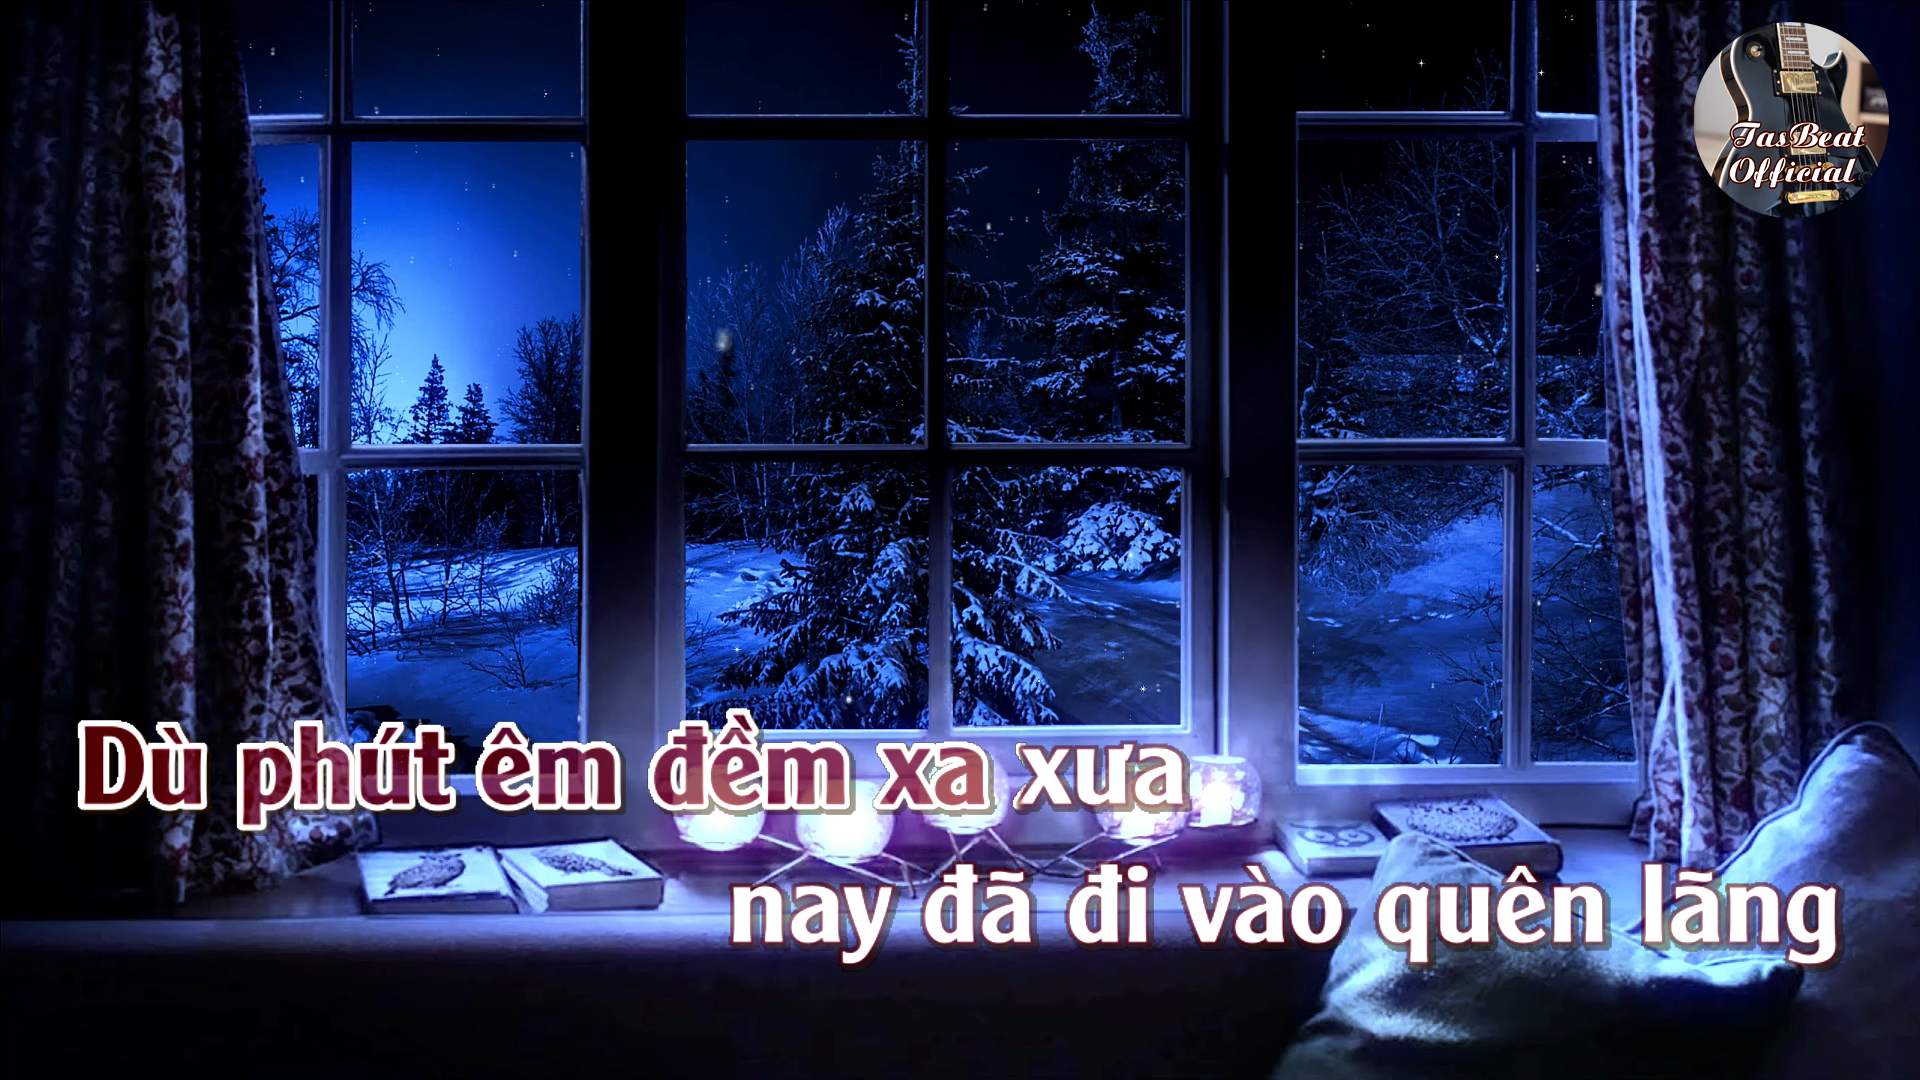 TasBeat
Official
Dù phút êm đềm xa xưa
nay đã đi vào quên lãng